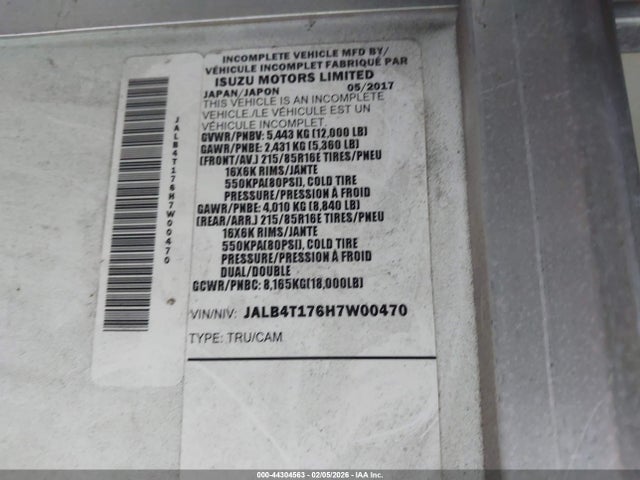 INCOMPLETE VEHICLE MFD BY/
VÉHICULE INCOMPLET FABRIQUÉ PAR
ISUZU MOTORS LIMITED
JAPAN/JAPON 05/2017
THIS VEHICLE IS AN INCOMPLETE
VEHICLE./LE VÉHICULE EST UN
VÉHICULE INCOMPLET.
GVWR/PNBV: 5,443 KG (12,000 LB)
GAWR/PNBE: 2,431 KG (5,360 LB)
(FRONT/AV.) 215/85R16E TIRES/PNEU
16X6K RIMS/JANTE
550KPA(80PSI), COLD TIRE
PRESSURE/PRESSION À FROID
GAWR/PNBE: 4,010 KG (8,840 LB)
(REAR/ARR.) 215/85R16E TIRES/PNEU
16X6K RIMS/JANTE
550KPA(80PSI), COLD TIRE
PRESSURE/PRESSION À FROID
DUAL/DOUBLE
GCWR/PNBC: 8,165KG(18,000LB)
VIN/NIV: JALB4T176H7W00470
TYPE: TRU/CAM
JALB4T176H7W00470
000-44304563 - 02/05/2026 - IAA Inc.